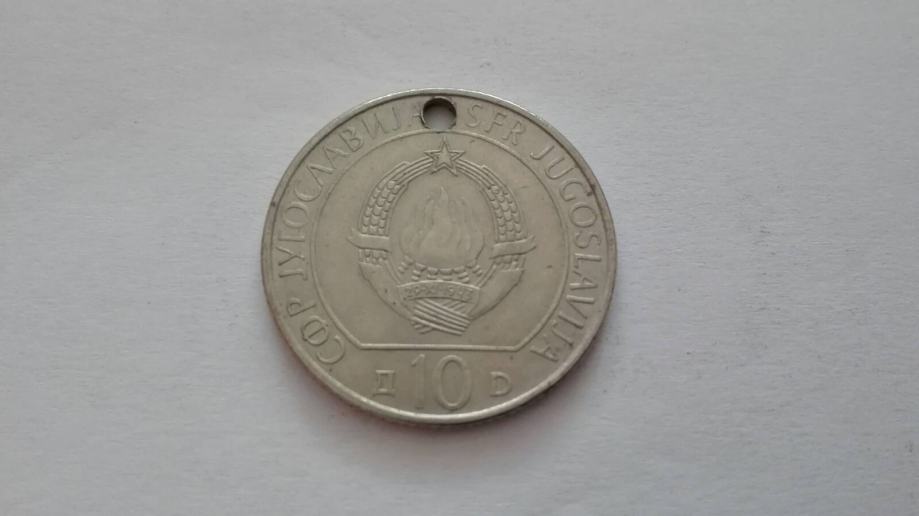 СФР ЈУГОСЛАВИЈА
SFR JUGOSLAVIJA
Д 10 D